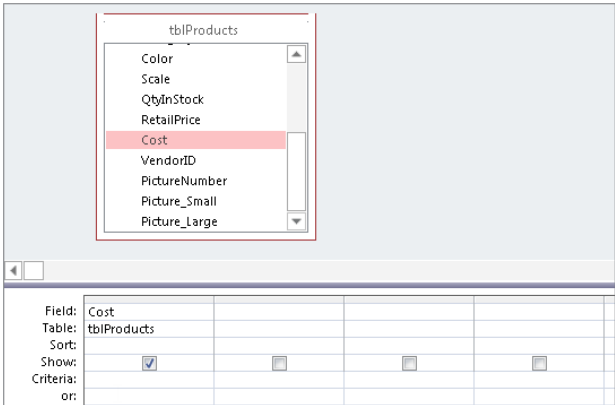 tblProducts
Color
Scale
QtyInStock
RetailPrice
Cost
VendorID
PictureNumber
Picture_Small
Picture_Large
Field: Cost
Table: tblProducts
Sort:
Show:
Criteria:
or: